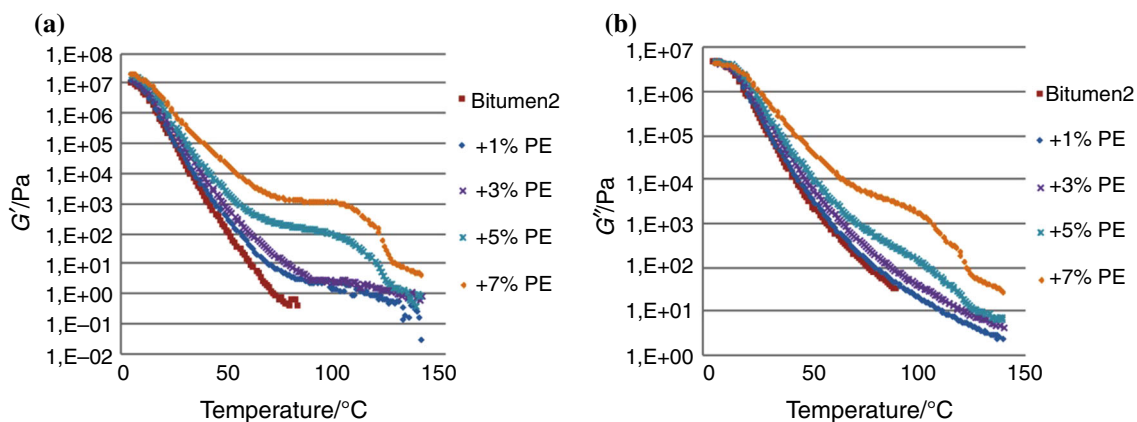 (a)
G′/Pa
1,E+08
1,E+07
1,E+06
1,E+05
1,E+04
1,E+03
1,E+02
1,E+01
1,E+00
1,E−01
1,E−02
0 50 100 150
Temperature/°C
Bitumen2
+1% PE
+3% PE
+5% PE
+7% PE
(b)
G″/Pa
1,E+07
1,E+06
1,E+05
1,E+04
1,E+03
1,E+02
1,E+01
1,E+00
0 50 100 150
Temperature/°C
Bitumen2
+1% PE
+3% PE
+5% PE
+7% PE